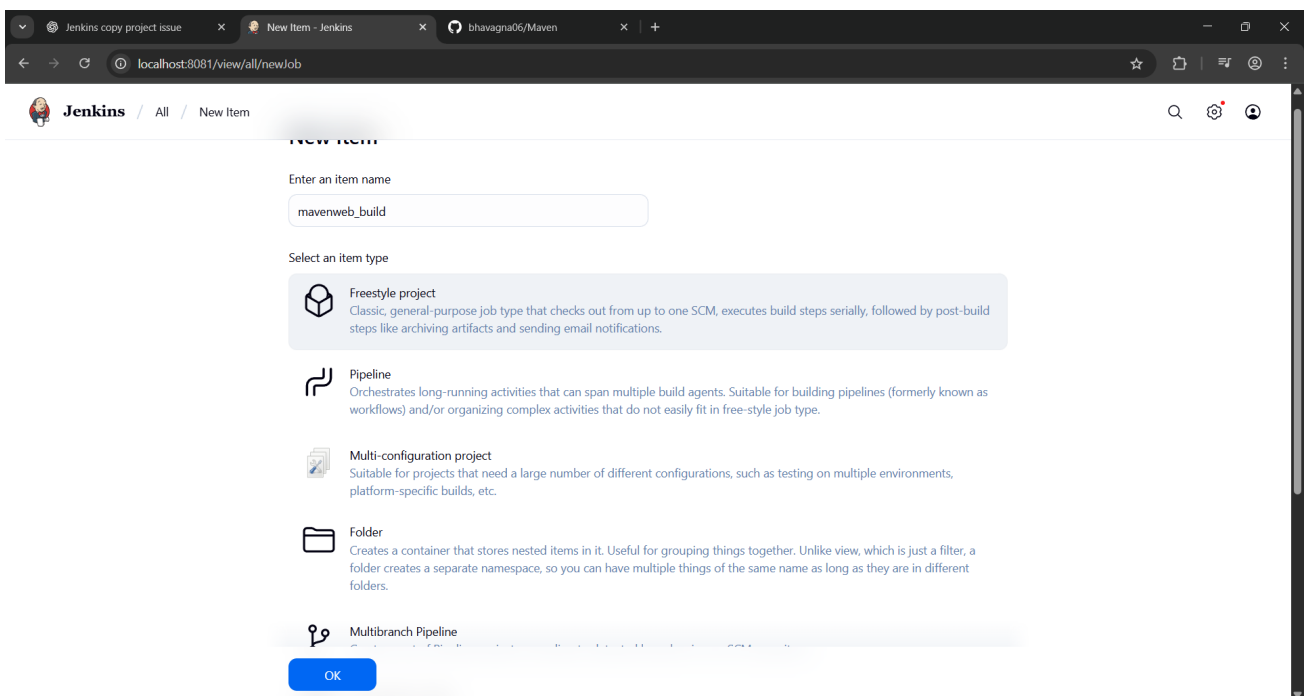 Jenkins copy project issue
New Item - Jenkins
bhavagna06/Maven
localhost:8081/view/all/newJob
Jenkins / All / New Item
New Item
Enter an item name
mavenweb_build
Select an item type
Freestyle project
Classic, general-purpose job type that checks out from up to one SCM, executes build steps serially, followed by post-build
steps like archiving artifacts and sending email notifications.
Pipeline
Orchestrates long-running activities that can span multiple build agents. Suitable for building pipelines (formerly known as
workflows) and/or organizing complex activities that do not easily fit in free-style job type.
Multi-configuration project
Suitable for projects that need a large number of different configurations, such as testing on multiple environments,
platform-specific builds, etc.
Folder
Creates a container that stores nested items in it. Useful for grouping things together. Unlike view, which is just a filter, a
folder creates a separate namespace, so you can have multiple things of the same name as long as they are in different
folders.
Multibranch Pipeline
OK